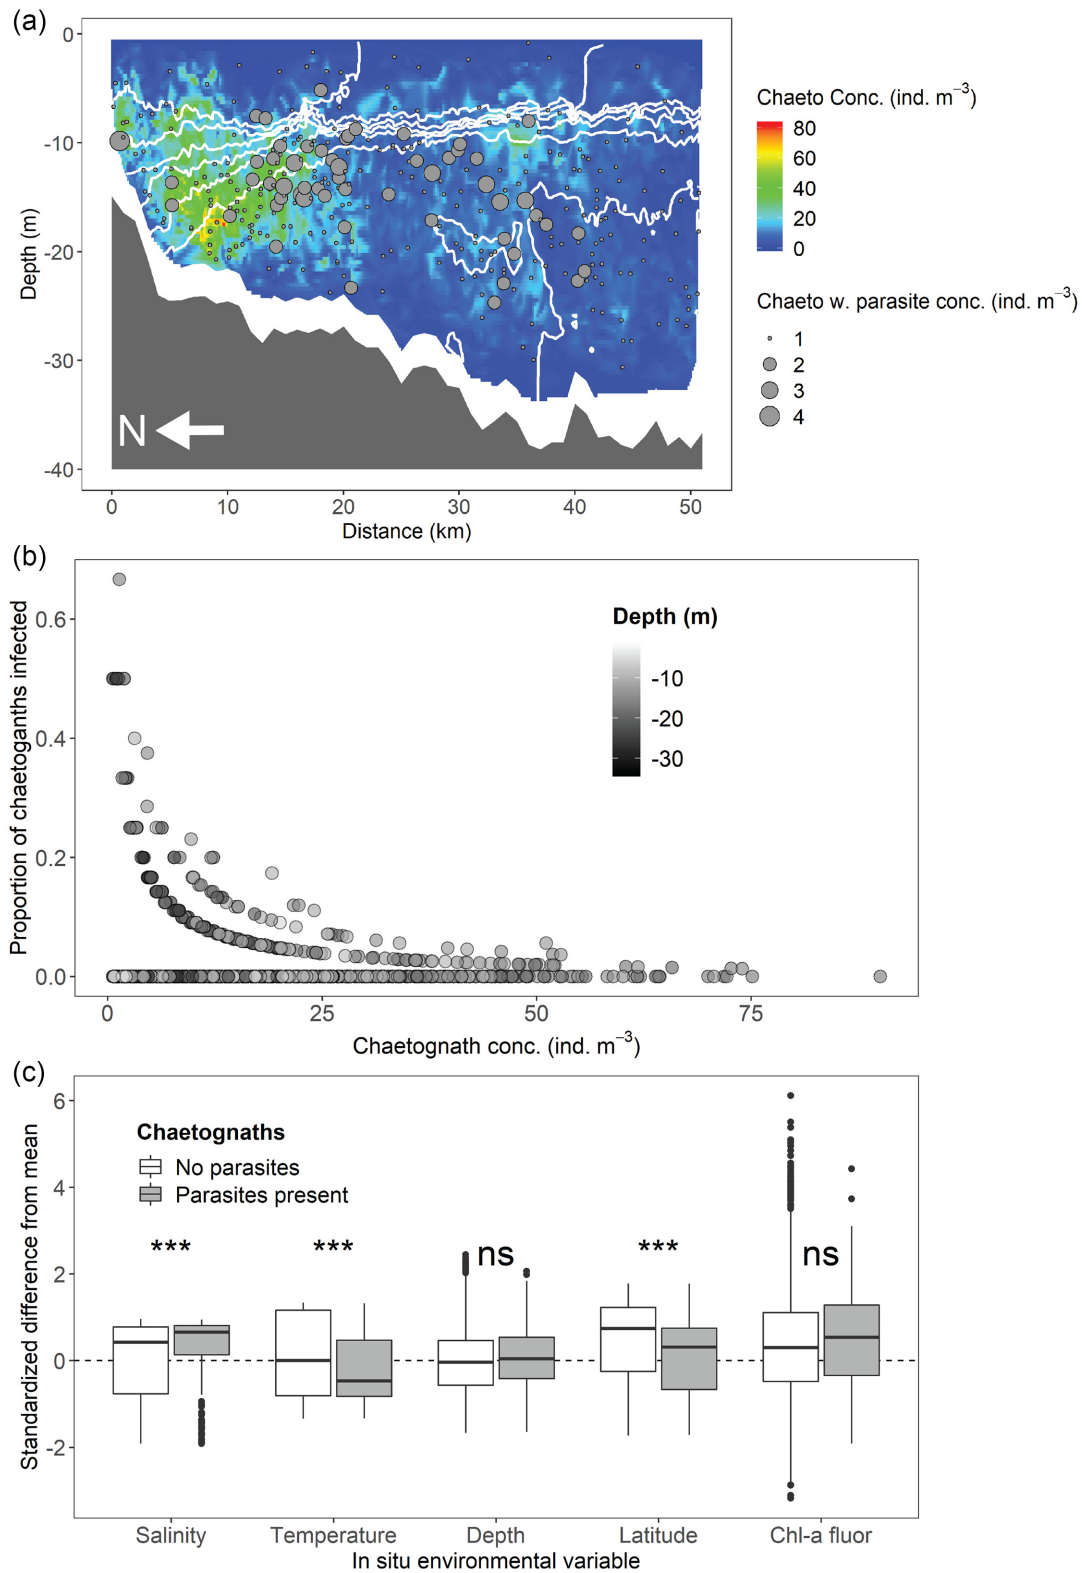 (a)
0
-10
-20
-30
-40
Depth (m)
N
0 10 20 30 40 50
Distance (km)
Chaeto Conc. (ind. m−3)
80
60
40
20
0
Chaeto w. parasite conc. (ind. m−3)
1
2
3
4
(b)
Proportion of chaetoganths infected
0.6
0.4
0.2
0.0
Depth (m)
-10
-20
-30
0 25 50 75
Chaetognath conc. (ind. m−3)
(c)
Standardized difference from mean
6
4
2
0
-2
Chaetognaths
No parasites
Parasites present
*** *** ns *** ns
Salinity Temperature Depth Latitude Chl-a fluor
In situ environmental variable